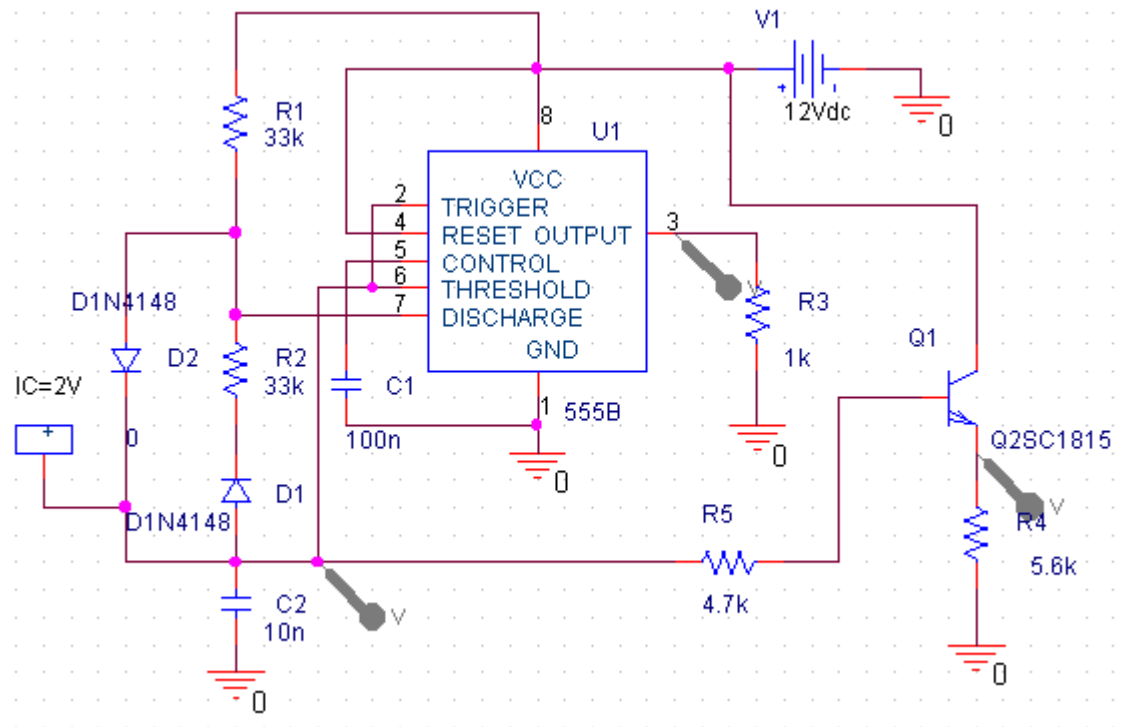 V1
+ -
12Vdc
0
R1
33k
8
U1
VCC
2
TRIGGER
4
RESET OUTPUT
3
5
CONTROL
6
THRESHOLD
7
DISCHARGE
GND
1
555B
D1N4148
D2
IC=2V
+
0
R2
33k
C1
100n
0
V
R3
1k
0
Q1
Q2SC1815
V
R4
5.6k
0
D1
D1N4148
R5
4.7k
C2
10n
V
0